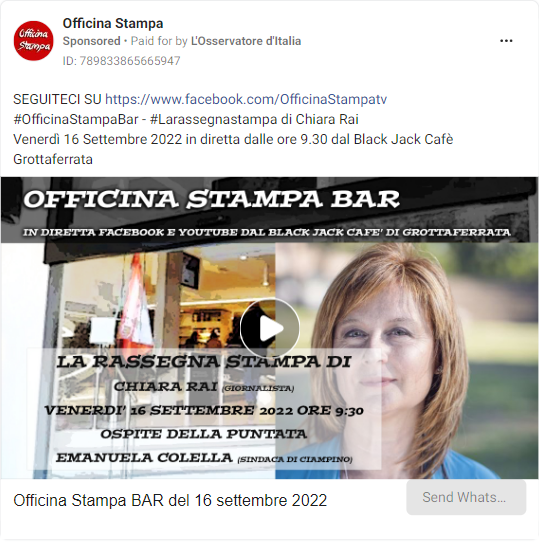 Officina Stampa
Officina Stampa
Sponsored • Paid for by L'Osservatore d'Italia
ID: 789833865665947
SEGUITECI SU https://www.facebook.com/OfficinaStampatv
#OfficinaStampaBar - #Larassegnastampa di Chiara Rai
Venerdì 16 Settembre 2022 in diretta dalle ore 9.30 dal Black Jack Cafè
Grottaferrata
OFFICINA STAMPA BAR
IN DIRETTA FACEBOOK E YOUTUBE DAL BLACK JACK CAFE' DI GROTTAFERRATA
LA RASSEGNA STAMPA DI
CHIARA RAI (GIORNALISTA)
VENERDI' 16 SETTEMBRE 2022 ORE 9:30
OSPITE DELLA PUNTATA
EMANUELA COLELLA (SINDACA DI CIAMPINO)
Officina Stampa BAR del 16 settembre 2022
Send Whats...